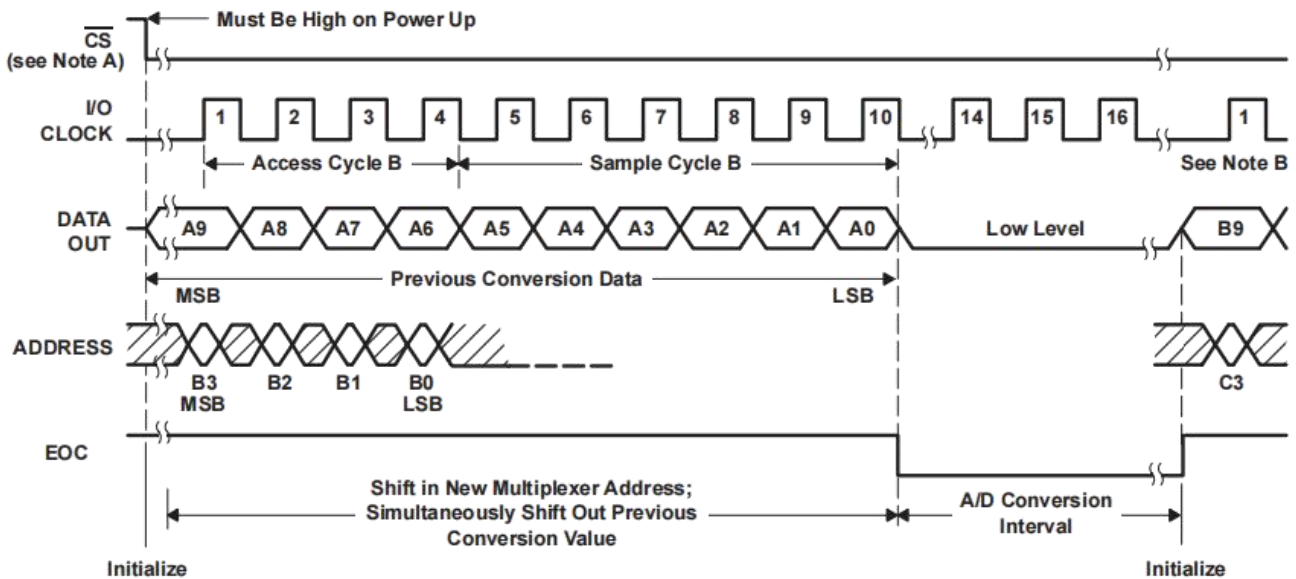 Must Be High on Power Up
CS
(see Note A)
I/O
CLOCK
1 2 3 4 5 6 7 8 9 10 14 15 16 1
Access Cycle B
Sample Cycle B
See Note B
DATA
OUT
A9 A8 A7 A6 A5 A4 A3 A2 A1 A0 Low Level B9
Previous Conversion Data
MSB LSB
ADDRESS
B3 B2 B1 B0 C3
MSB LSB
EOC
Shift in New Multiplexer Address;
Simultaneously Shift Out Previous
Conversion Value
A/D Conversion
Interval
Initialize Initialize